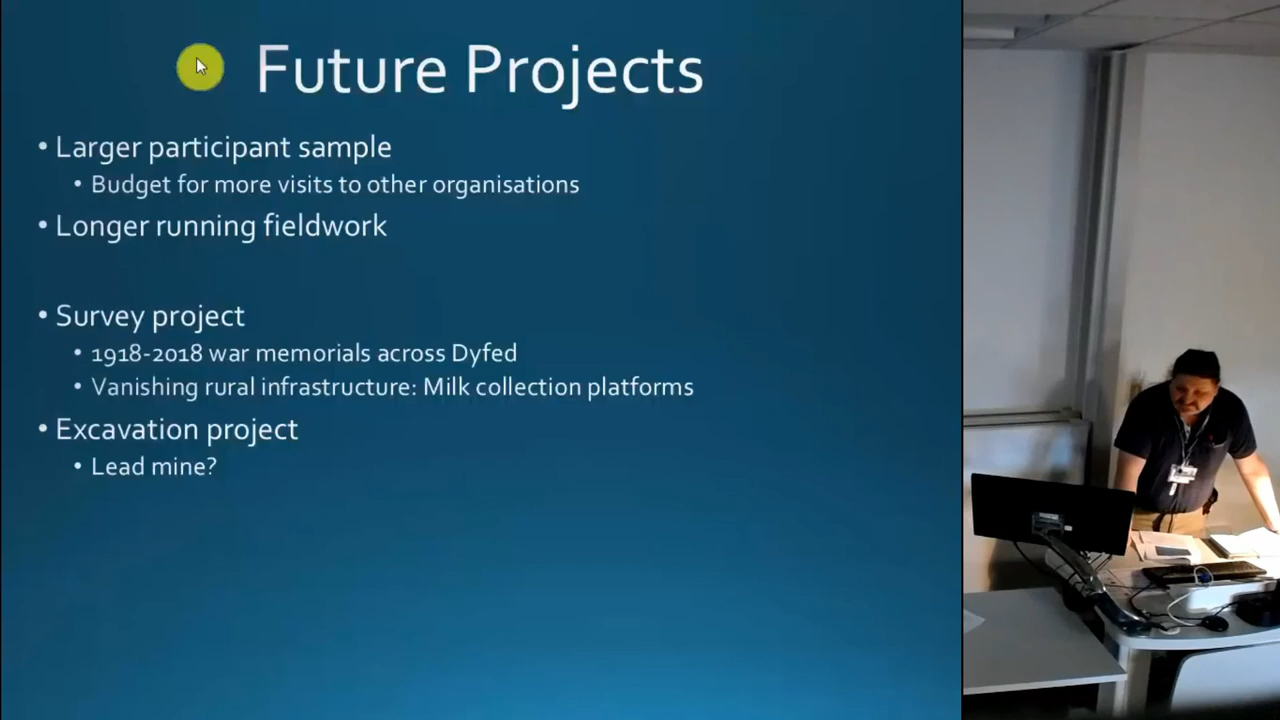 Future Projects
• Larger participant sample
• Budget for more visits to other organisations
• Longer running fieldwork
• Survey project
• 1918-2018 war memorials across Dyfed
• Vanishing rural infrastructure: Milk collection platforms
• Excavation project
• Lead mine?